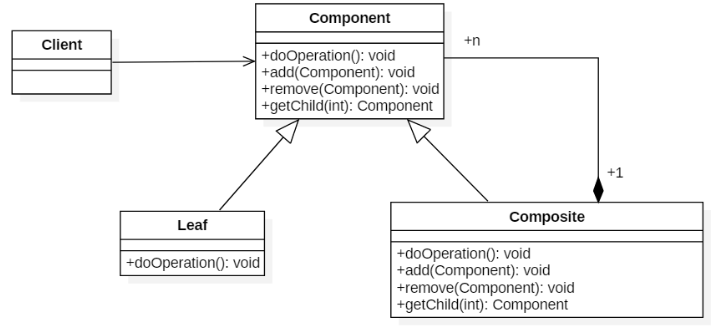 Client
Component
+doOperation(): void
+add(Component): void
+remove(Component): void
+getChild(int): Component
+n
+1
Leaf
+doOperation(): void
Composite
+doOperation(): void
+add(Component): void
+remove(Component): void
+getChild(int): Component